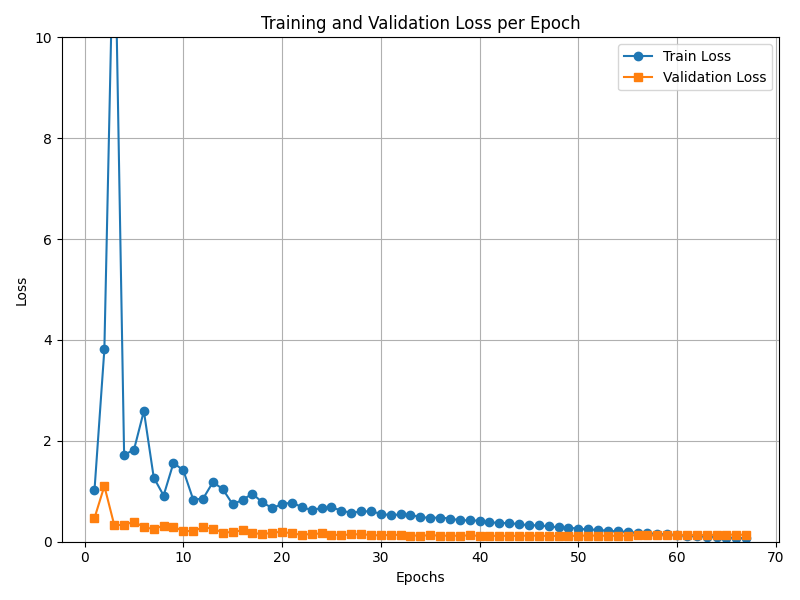 Training and Validation Loss per Epoch
Train Loss
Validation Loss
10
8
6
4
2
0
Loss
0 10 20 30 40 50 60 70
Epochs